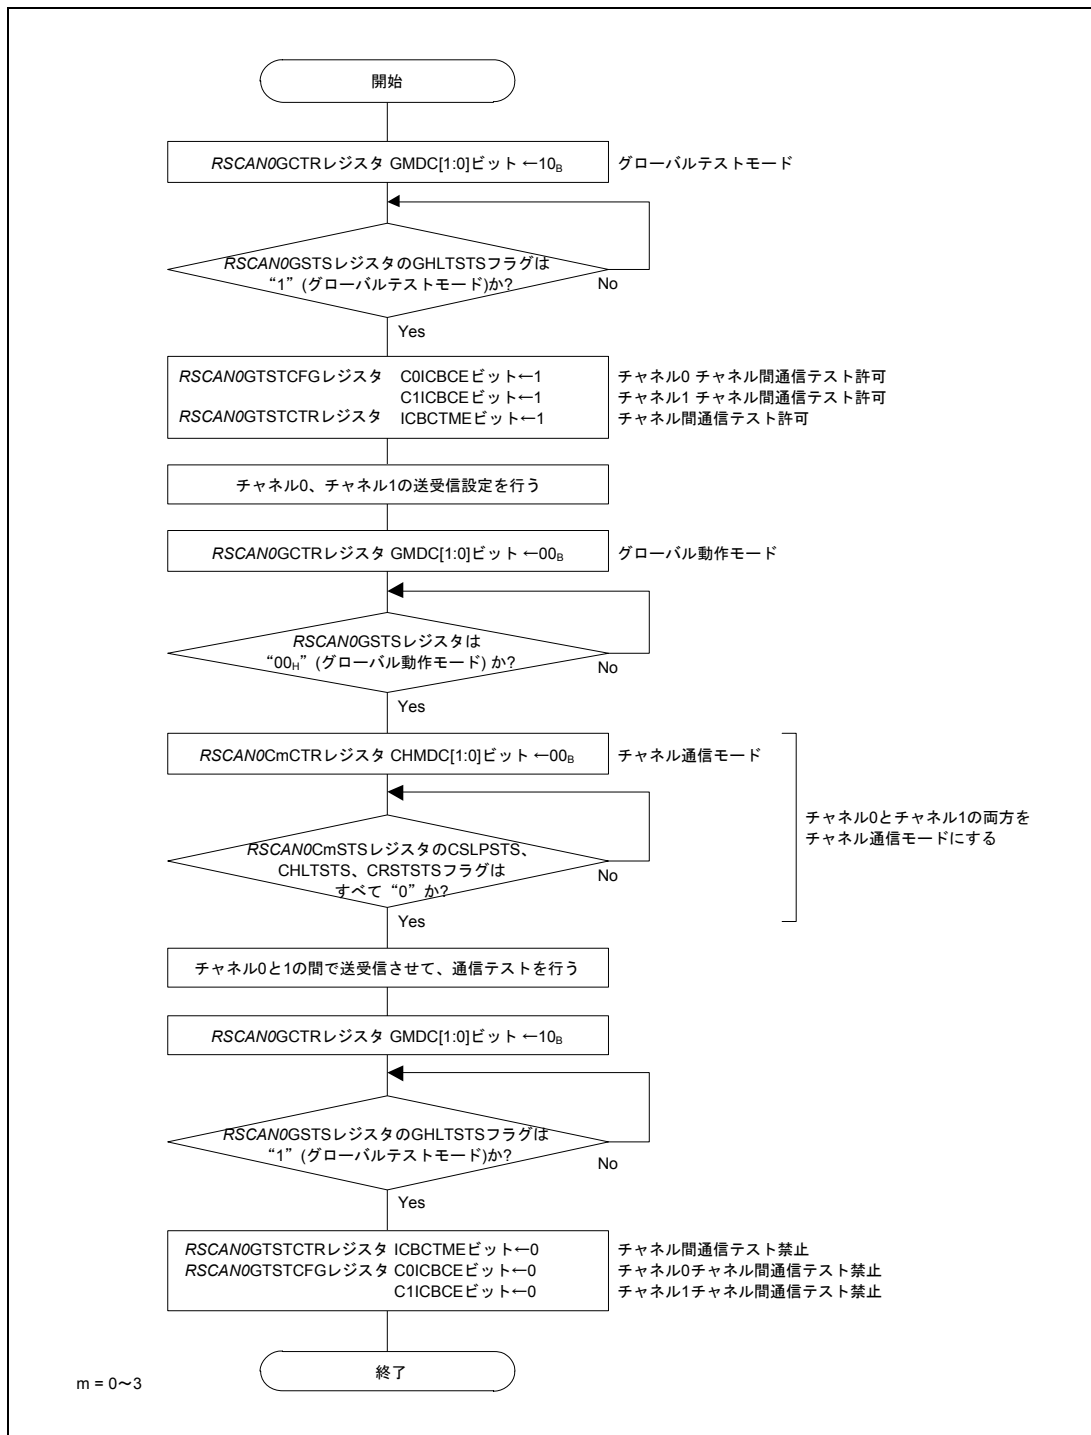 開始
RSCAN0GCTRレジスタ GMDC[1:0]ビット ←10B グローバルテストモード
RSCAN0GSTSレジスタのGHLTSTSフラグは
“1”(グローバルテストモード)か?
No
Yes
RSCAN0GTSTCFGレジスタ C0ICBCEビット←1 チャネル0 チャネル間通信テスト許可
C1ICBCEビット←1 チャネル1 チャネル間通信テスト許可
RSCAN0GTSTCTRレジスタ ICBCTMEビット←1 チャネル間通信テスト許可
チャネル0、チャネル1の送受信設定を行う
RSCAN0GCTRレジスタ GMDC[1:0]ビット ←00B グローバル動作モード
RSCAN0GSTSレジスタは
“00H”(グローバル動作モード) か?
No
Yes
RSCAN0CmCTRレジスタ CHMDC[1:0]ビット ←00B チャネル通信モード
チャネル0とチャネル1の両方を
チャネル通信モードにする
RSCAN0CmSTSレジスタのCSLPSTS、
CHLTSTS、CRSTSTSフラグは
すべて“0”か?
No
Yes
チャネル0と1の間で送受信させて、通信テストを行う
RSCAN0GCTRレジスタ GMDC[1:0]ビット ←10B
RSCAN0GSTSレジスタのGHLTSTSフラグは
“1”(グローバルテストモード)か?
No
Yes
RSCAN0GTSTCTRレジスタ ICBCTMEビット←0 チャネル間通信テスト禁止
RSCAN0GTSTCFGレジスタ C0ICBCEビット←0 チャネル0チャネル間通信テスト禁止
C1ICBCEビット←0 チャネル1チャネル間通信テスト禁止
終了
m = 0〜3